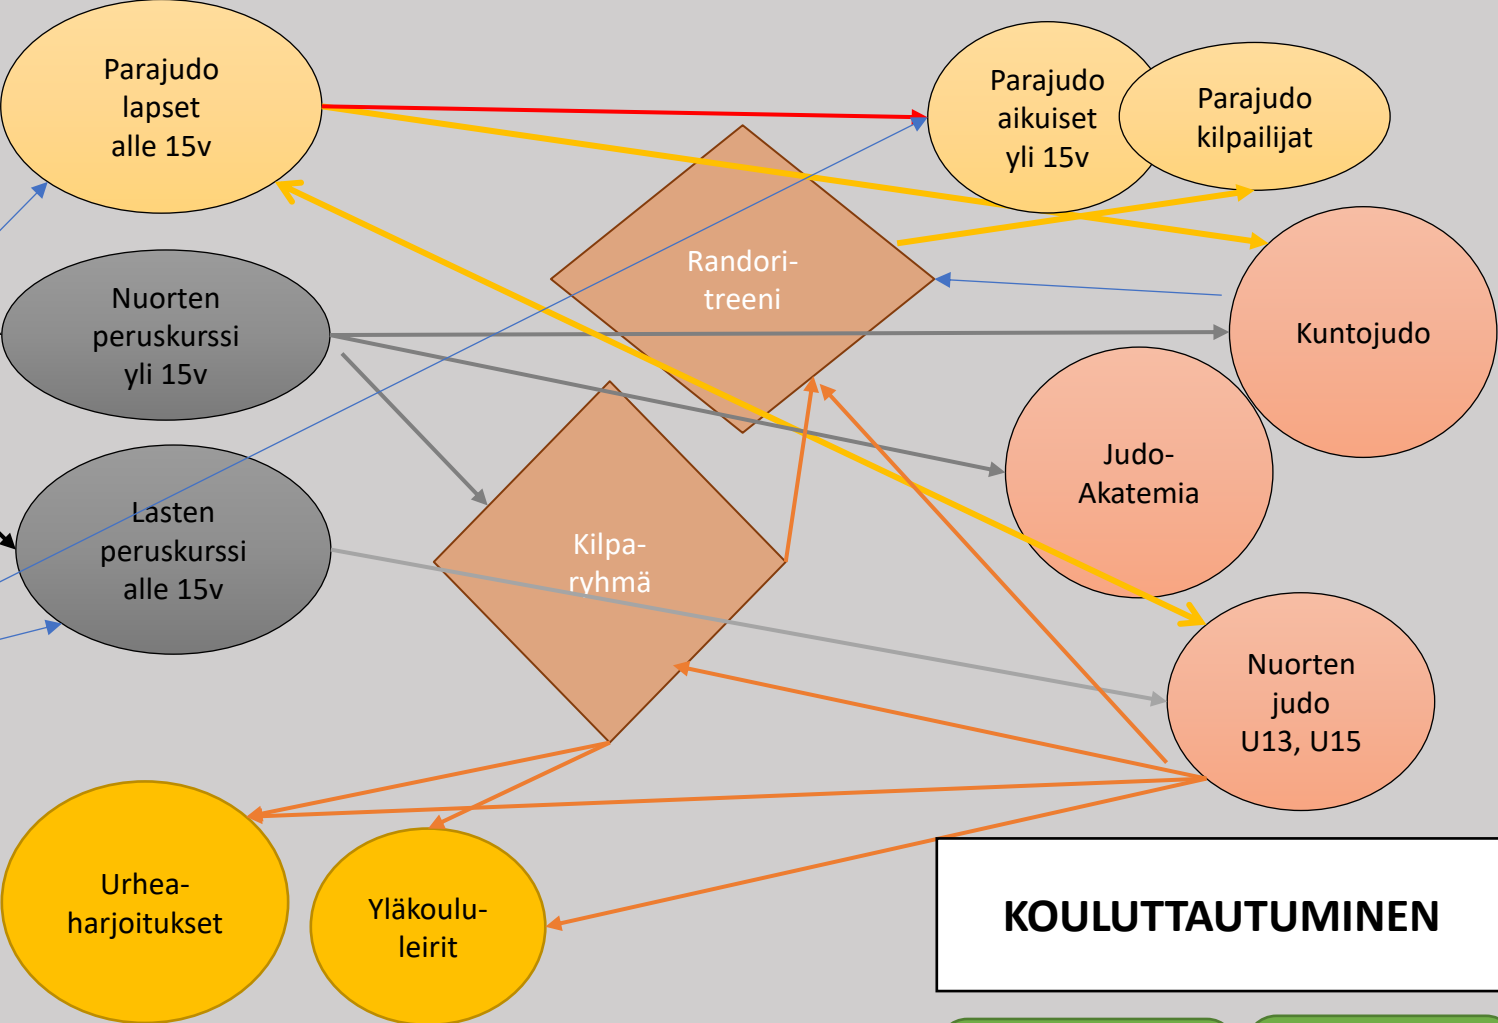 Parajudo
lapset
alle 15v
Parajudo
aikuiset
yli 15v
Parajudo
kilpailijat
Randori-
treeni
Nuorten
peruskurssi
yli 15v
Kuntojudo
Judo-
Akatemia
Lasten
peruskurssi
alle 15v
Kilpa-
ryhmä
Nuorten
judo
U13, U15
Urhea-
harjoitukset
Yläkoulu-
leirit
KOULUTTAUTUMINEN